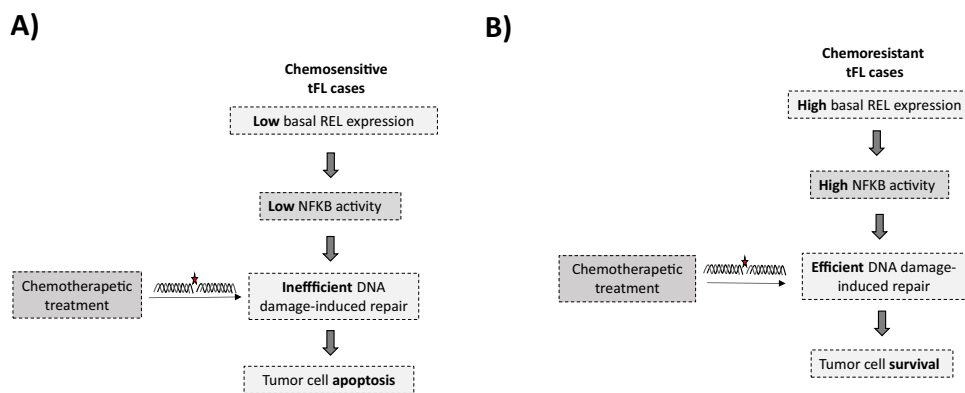 A)
Chemosensitive
tFL cases
Low basal REL expression
Low NFKB activity
Chemotherapetic
treatment
Ineffficient DNA
damage-induced repair
Tumor cell apoptosis
B)
Chemoresistant
tFL cases
High basal REL expression
High NFKB activity
Chemotherapetic
treatment
Efficient DNA damage-
induced repair
Tumor cell survival